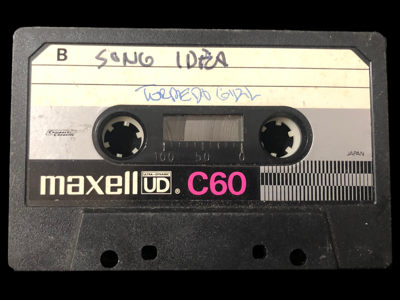 B SONG IDEA
TORPEDO GIRL
100 50 0
JAPAN
maxell UD C60